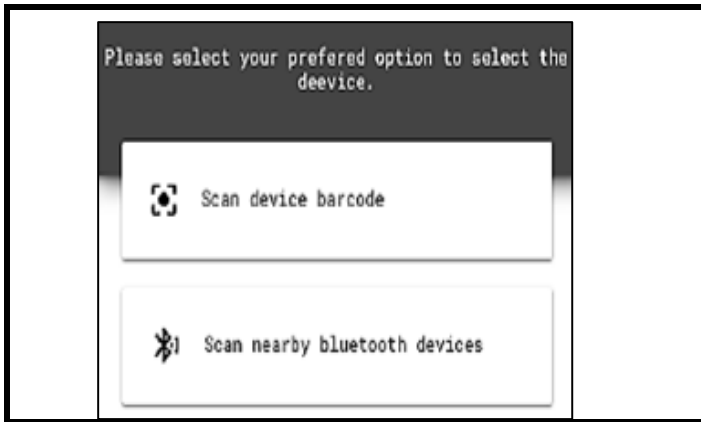 Please select your prefered option to select the
deevice.
Scan device barcode
Scan nearby bluetooth devices